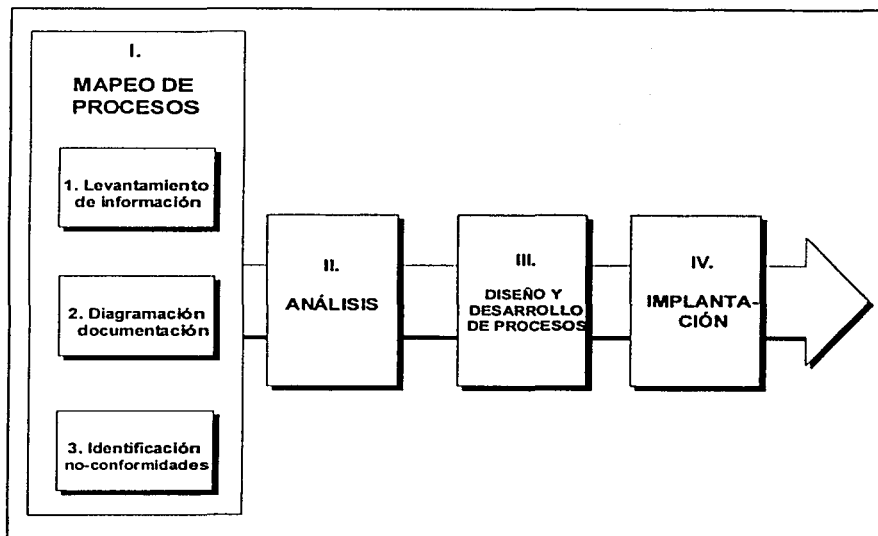 I.
MAPEO DE
PROCESOS
1. Levantamiento
de información
2. Diagramación
documentación
3. Identificación
no-conformidades
II.
ANÁLISIS
III.
DISEÑO Y
DESARROLLO
DE PROCESOS
IV.
IMPLANTA-
CIÓN